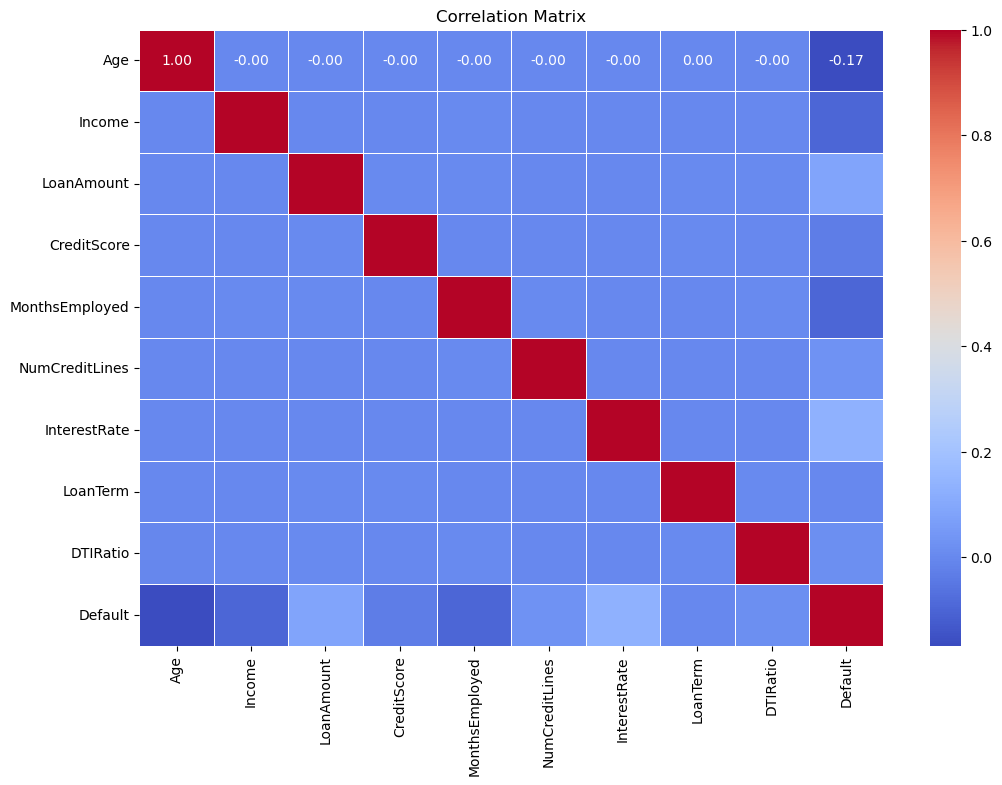 Correlation Matrix
Age 1.00 -0.00 -0.00 -0.00 -0.00 -0.00 -0.00 0.00 -0.00 -0.17
Income
LoanAmount
CreditScore
MonthsEmployed
NumCreditLines
InterestRate
LoanTerm
DTIRatio
Default
Age
Income
LoanAmount
CreditScore
MonthsEmployed
NumCreditLines
InterestRate
LoanTerm
DTIRatio
Default
1.0
0.8
0.6
0.4
0.2
0.0